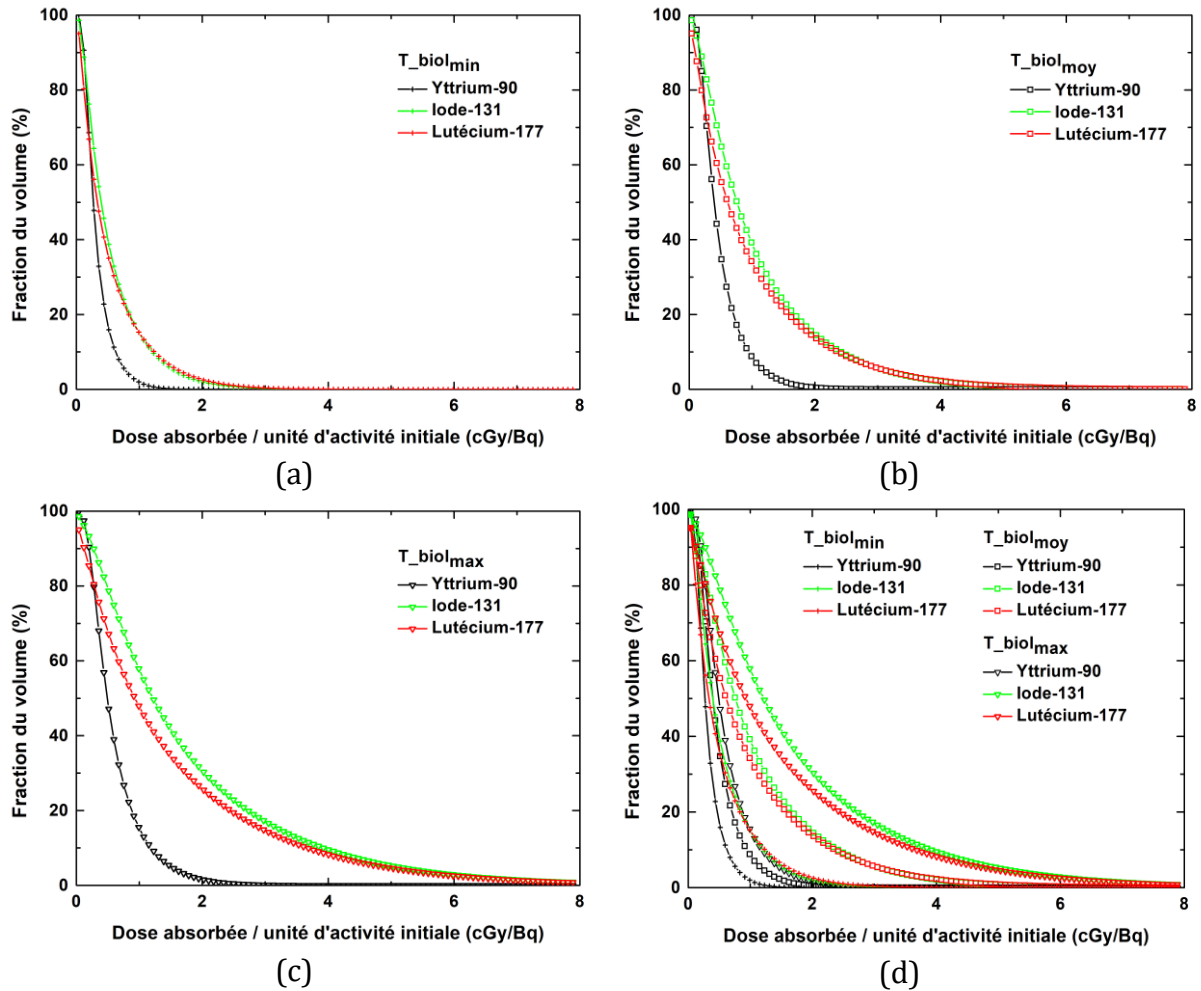 100
80
60
40
20
0
Fraction du volume (%)
T_biolmin
Yttrium-90
Iode-131
Lutécium-177
0 2 4 6 8
Dose absorbée / unité d'activité initiale (cGy/Bq)
(a)
100
80
60
40
20
0
Fraction du volume (%)
T_biolmoy
Yttrium-90
Iode-131
Lutécium-177
0 2 4 6 8
Dose absorbée / unité d'activité initiale (cGy/Bq)
(b)
100
80
60
40
20
0
Fraction du volume (%)
T_biolmax
Yttrium-90
Iode-131
Lutécium-177
0 2 4 6 8
Dose absorbée / unité d'activité initiale (cGy/Bq)
(c)
100
80
60
40
20
0
Fraction du volume (%)
T_biolmin
Yttrium-90
Iode-131
Lutécium-177
T_biolmoy
Yttrium-90
Iode-131
Lutécium-177
T_biolmax
Yttrium-90
Iode-131
Lutécium-177
0 2 4 6 8
Dose absorbée / unité d'activité initiale (cGy/Bq)
(d)